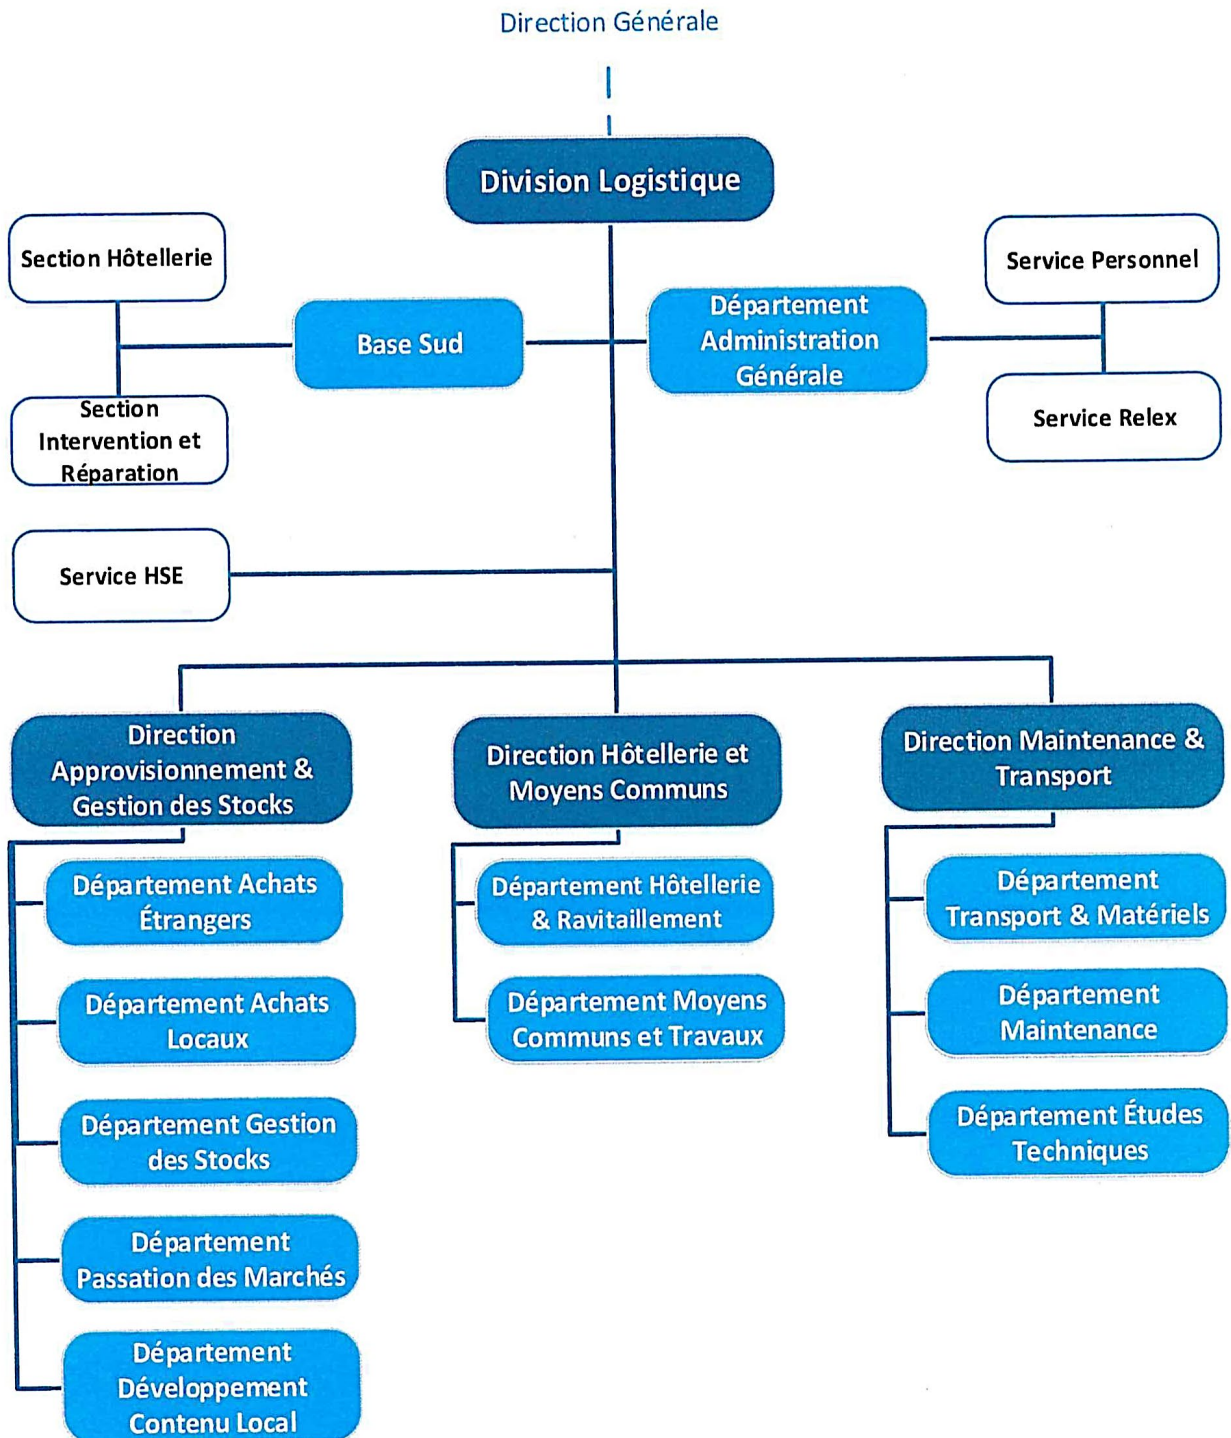 Direction Générale
Division Logistique
Section Hôtellerie
Service Personnel
Base Sud
Département
Administration
Générale
Section
Intervention et
Réparation
Service Relex
Service HSE
Direction
Approvisionnement &
Gestion des Stocks
Direction Hôtellerie et
Moyens Communs
Direction Maintenance &
Transport
Département Achats
Étrangers
Département Achats
Locaux
Département Gestion
des Stocks
Département
Passation des Marchés
Département
Développement
Contenu Local
Département Hôtellerie
& Ravitaillement
Département Moyens
Communs et Travaux
Département
Transport & Matériels
Département
Maintenance
Département Études
Techniques